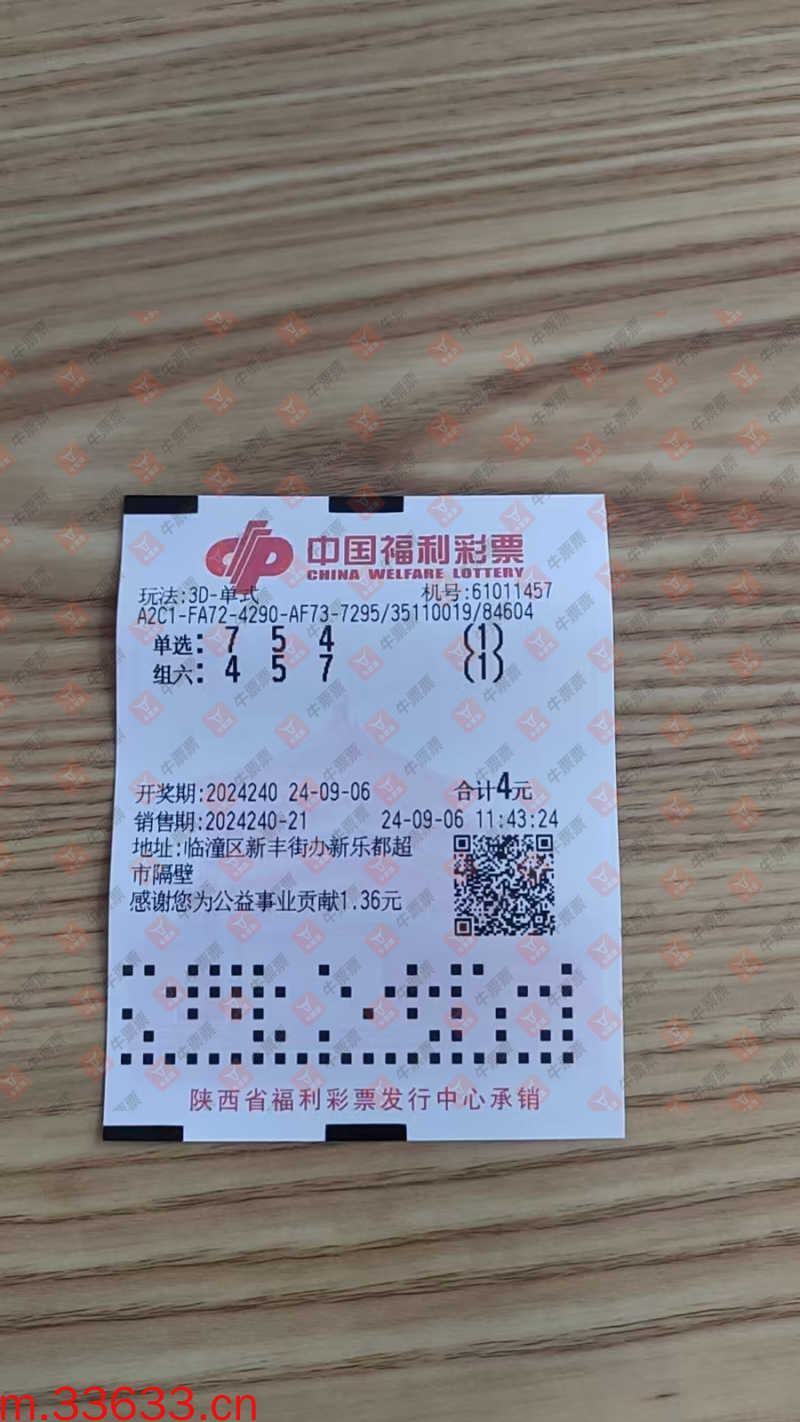 中国福利彩票
CHINA WELFARE LOTTERY
玩法:3D-单式 机号:61011457
A2C1-FA72-4290-AF73-7295/35110019/84604
单选: 7 5 4 (1)
组六: 4 5 7 (1)
开奖期:2024240 24-09-06 合计4元
销售期:2024240-21 24-09-06 11:43:24
地址:临潼区新丰街办新乐都超
市隔壁
感谢您为公益事业贡献1.36元
陕西省福利彩票发行中心承销
牛票票
m.33633.cn